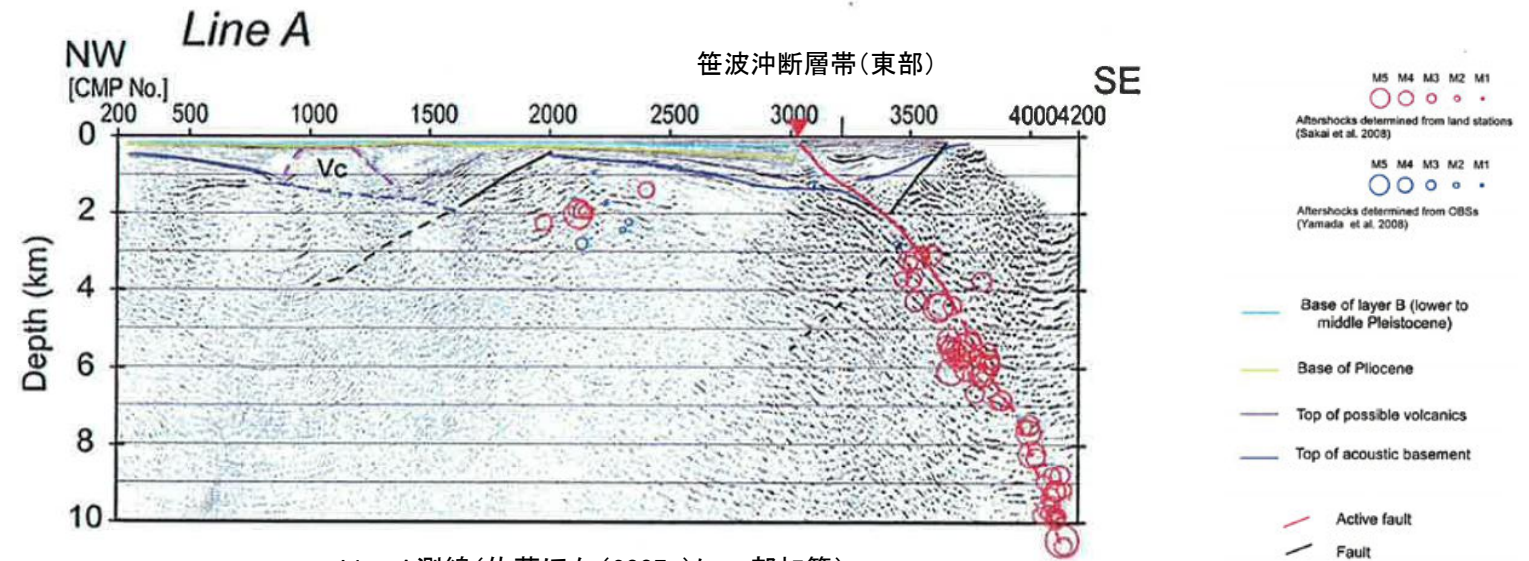 Line A
NW
[CMP No.]
笹波沖断層帯(東部)
SE
200 500 1000 1500 2000 2500 3000 3500 4000 4200
0
2
4
6
8
10
Depth (km)
Vc
M5 M4 M3 M2 M1
Aftershocks determined from land stations
(Sakai et al. 2008)
M5 M4 M3 M2 M1
Aftershocks determined from OBSs
(Yamada et al. 2008)
Base of layer B (lower to
middle Pleistocene)
Base of Pliocene
Top of possible volcanics
Top of acoustic basement
Active fault
Fault